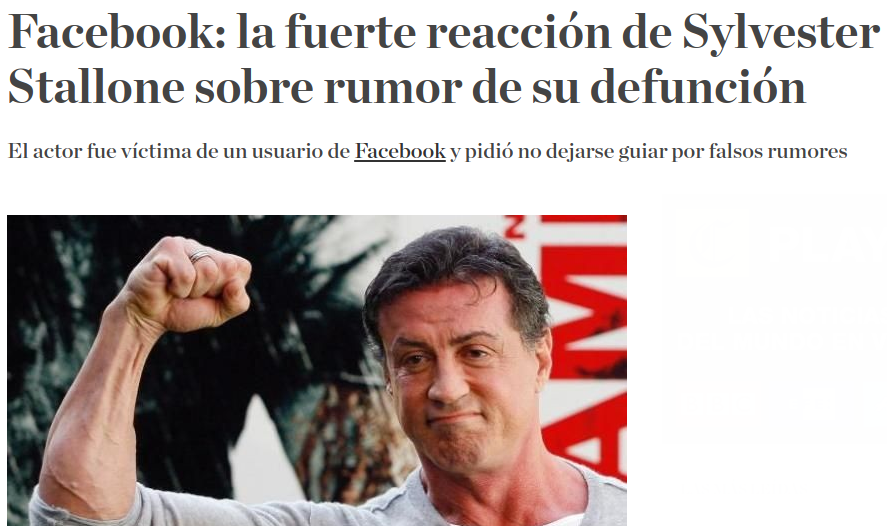 Facebook: la fuerte reacción de Sylvester
Stallone sobre rumor de su defunción
El actor fue víctima de un usuario de Facebook y pidió no dejarse guiar por falsos rumores
N
AMI